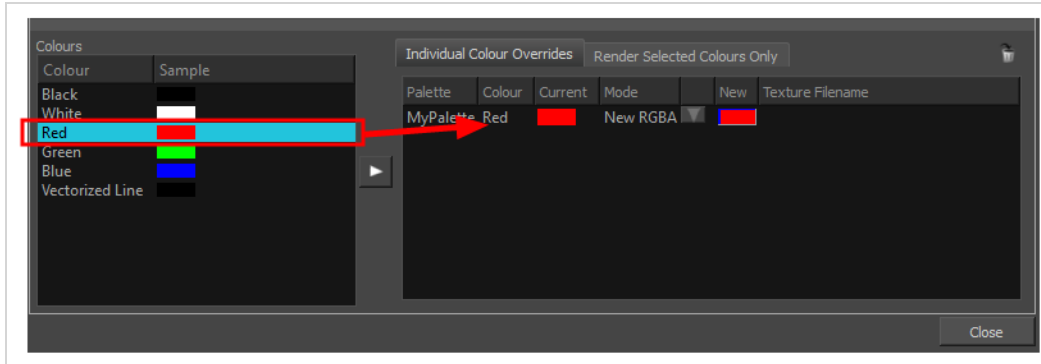 Colours
Colour Sample
Black
White
Red
Green
Blue
Vectorized Line
Individual Colour Overrides Render Selected Colours Only
Palette Colour Current Mode New Texture Filename
MyPalette Red New RGBA
Close